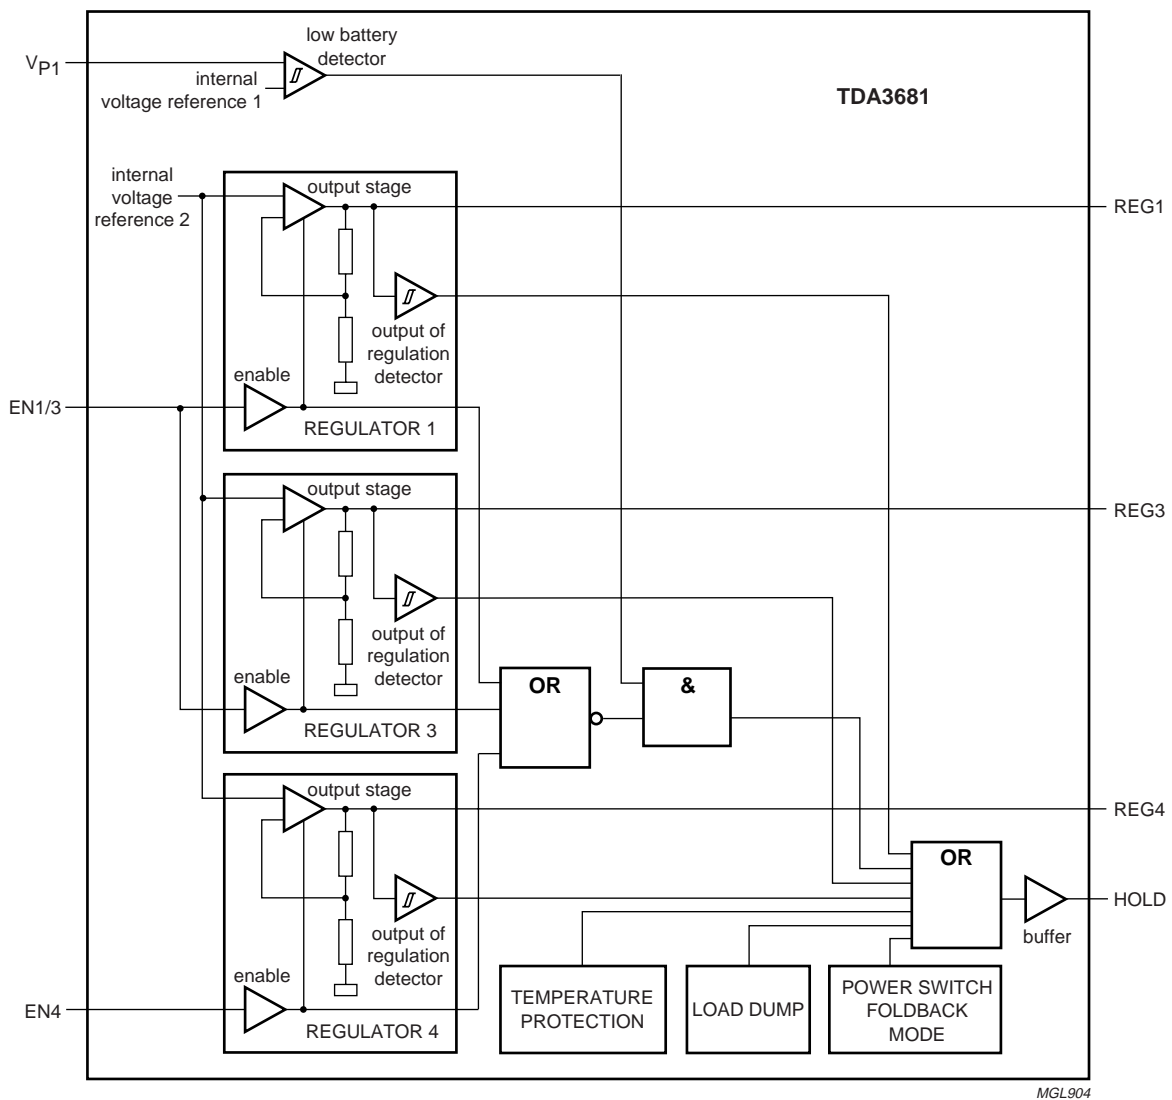 low battery
detector
VP1
internal
voltage reference 1
TDA3681
internal
voltage
reference 2
output stage
REG1
output of
regulation
detector
enable
EN1/3
REGULATOR 1
output stage
REG3
output of
regulation
detector
enable
REGULATOR 3
OR
&
output stage
REG4
OR
HOLD
buffer
output of
regulation
detector
enable
EN4
REGULATOR 4
TEMPERATURE
PROTECTION
LOAD DUMP
POWER SWITCH
FOLDBACK
MODE
MGL904